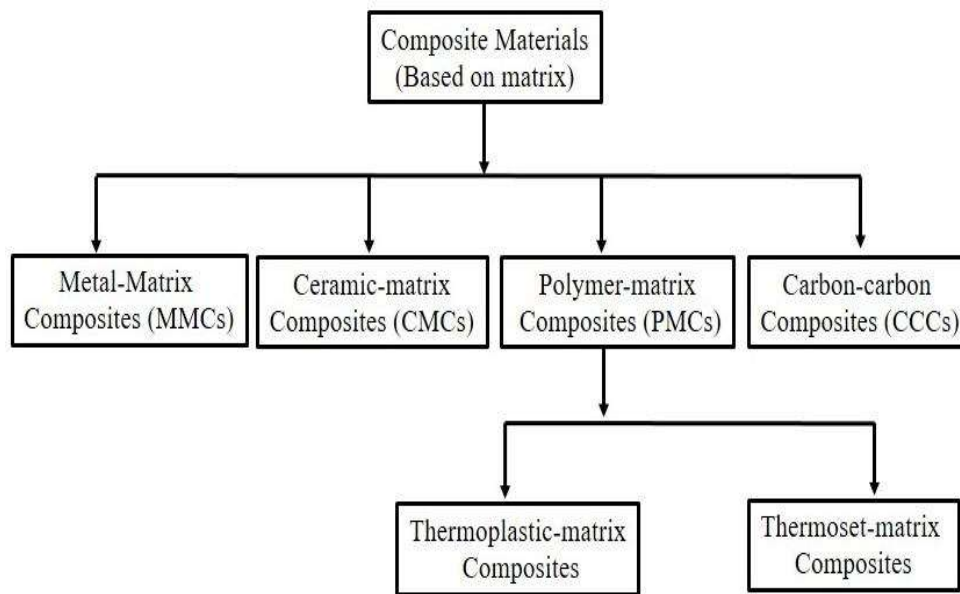 Composite Materials
(Based on matrix)
Metal-Matrix
Composites (MMCs)
Ceramic-matrix
Composites (CMCs)
Polymer-matrix
Composites (PMCs)
Carbon-carbon
Composites (CCCs)
Thermoplastic-matrix
Composites
Thermoset-matrix
Composites